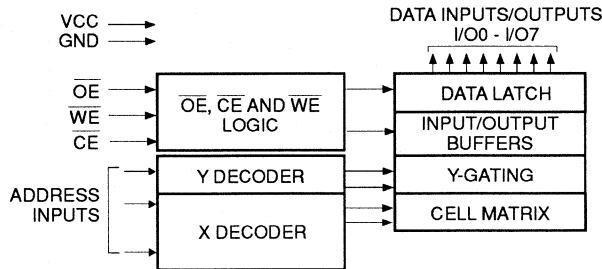 DATA INPUTS/OUTPUTS
I/O0 - I/O7
VCC
GND
OE
WE
CE
OE, CE AND WE
LOGIC
DATA LATCH
INPUT/OUTPUT
BUFFERS
ADDRESS
INPUTS
Y DECODER
Y-GATING
X DECODER
CELL MATRIX